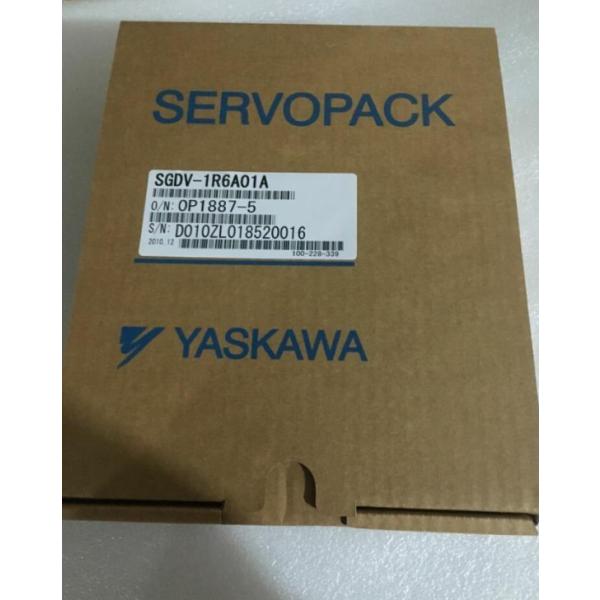 SERVOPACK
SGDV-1R6A01A
O/N: OP1887-5
S/N: D010ZL018520016
2010.12
100-228-339
YASKAWA